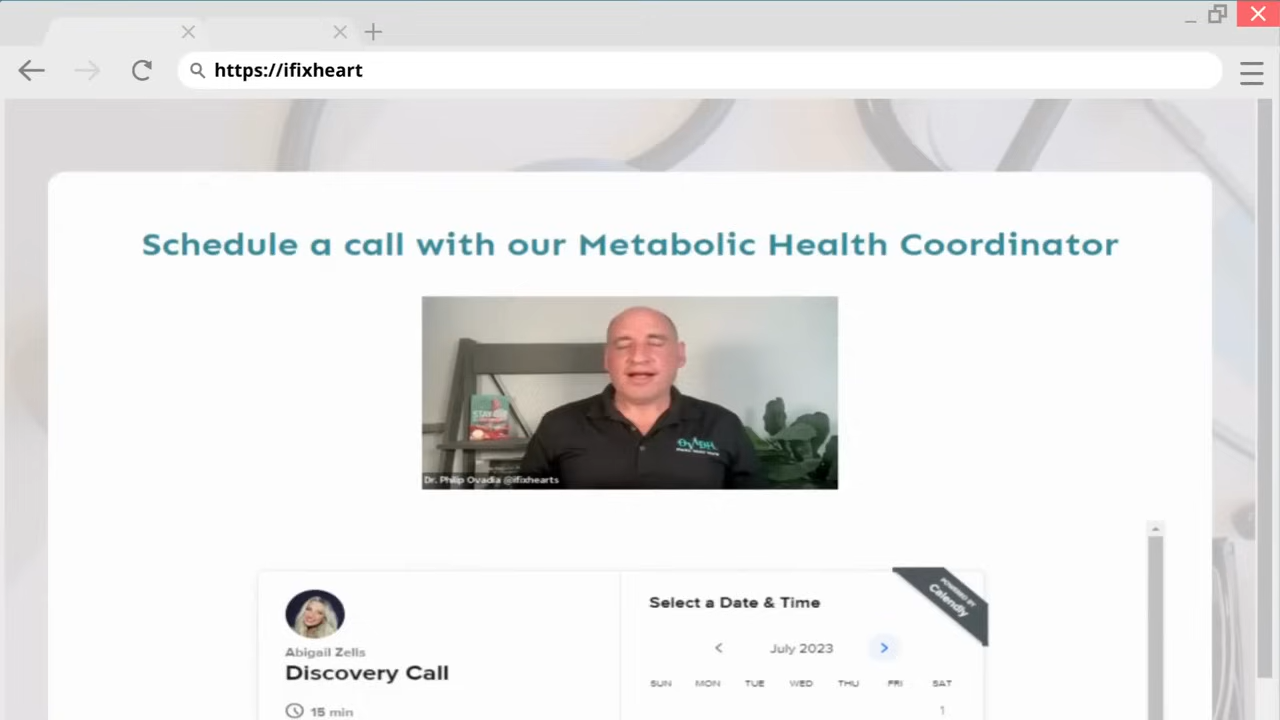 https://ifixheart
Schedule a call with our Metabolic Health Coordinator
Dr. Philip Ovadia @ifixhearts
POWERED BY
Calendly
Select a Date & Time
Abigail Zelis
Discovery Call
July 2023
SUN MON TUE WED THU FRI SAT
15 min
1